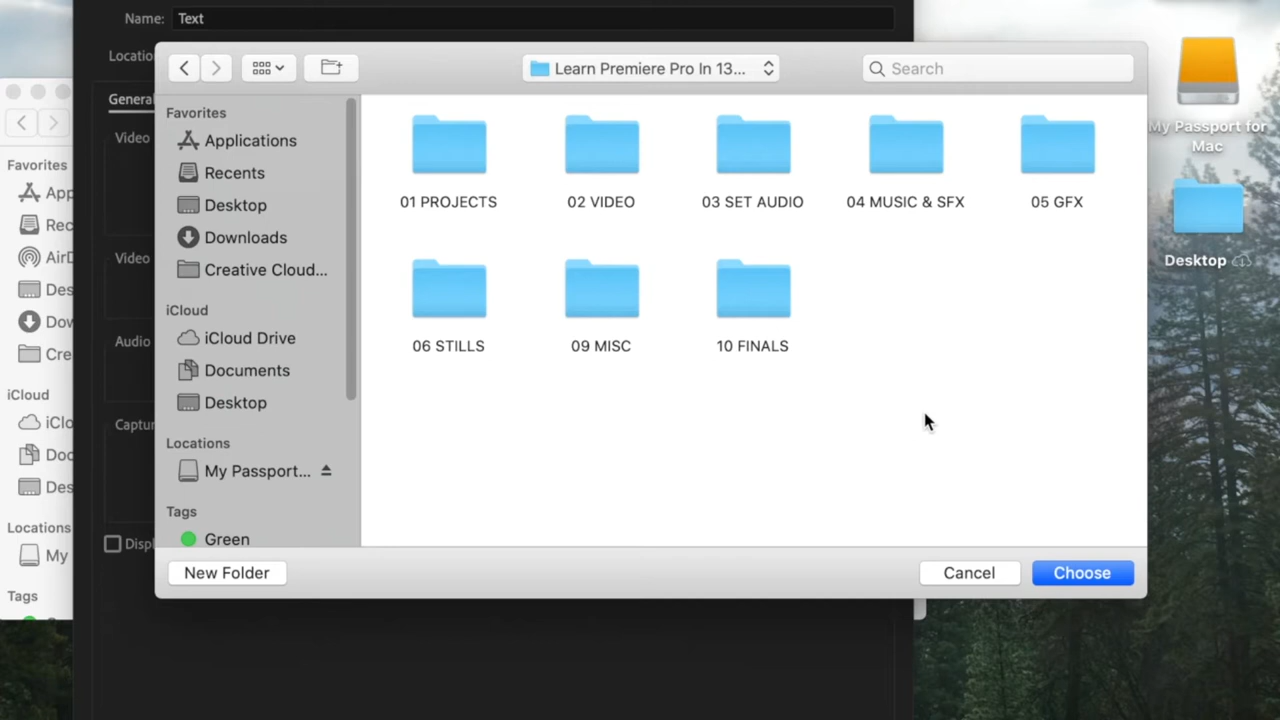 Name: Text
Locatio
Learn Premiere Pro In 13...
Search
General
Video
Video
Audio
Captur
Displ
Favorites
Applications
Recents
Desktop
Downloads
Creative Cloud...
iCloud
iCloud Drive
Documents
Desktop
Locations
My Passport...
Tags
Green
01 PROJECTS
02 VIDEO
03 SET AUDIO
04 MUSIC & SFX
05 GFX
06 STILLS
09 MISC
10 FINALS
New Folder
Cancel
Choose
Favorites
App
Rec
AirD
Des
Dow
Cre
iCloud
iClo
Doc
Des
Locations
My
Tags
My Passport for
Mac
Desktop